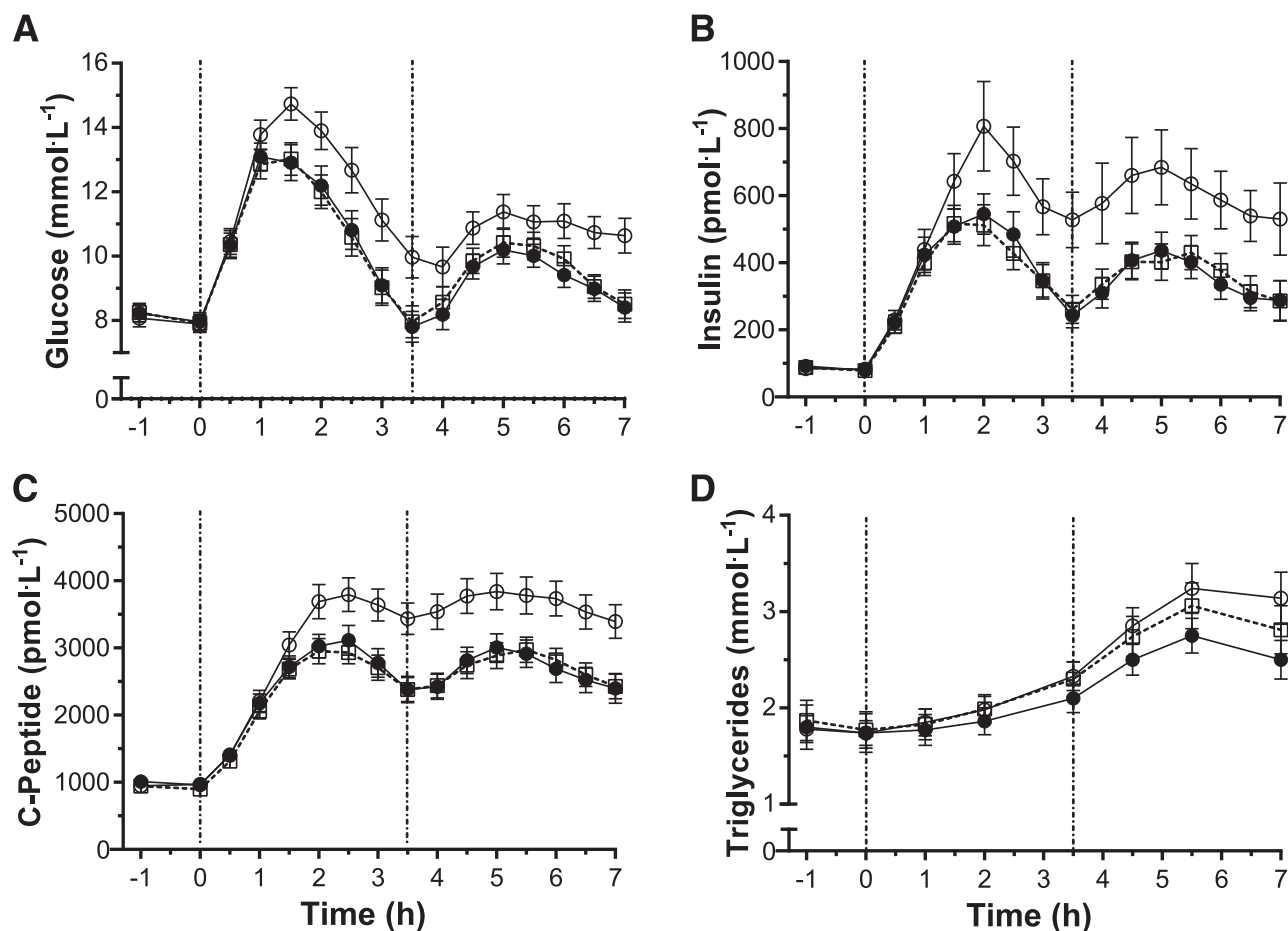 A
Glucose (mmol·L⁻¹)
16
14
12
10
8
0
-1 0 1 2 3 4 5 6 7
B
Insulin (pmol·L⁻¹)
1000
800
600
400
200
0
-1 0 1 2 3 4 5 6 7
C
C-Peptide (pmol·L⁻¹)
5000
4000
3000
2000
1000
0
-1 0 1 2 3 4 5 6 7
Time (h)
D
Triglycerides (mmol·L⁻¹)
4
3
2
1
0
-1 0 1 2 3 4 5 6 7
Time (h)